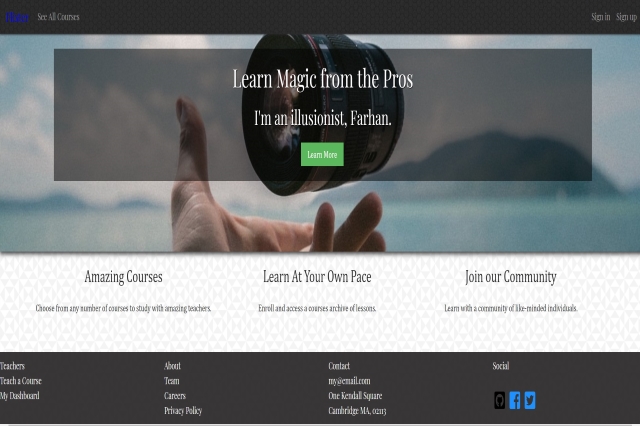 See All Courses
Sign in Sign up
Learn Magic from the Pros
I'm an illusionist, Farhan.
Learn More
Amazing Courses
Learn At Your Own Pace
Join our Community
Choose from any number of courses to study with amazing teachers.
Enroll and access a courses archive of lessons.
Learn with a community of like-minded individuals.
Teachers
Teach a Course
My Dashboard
About
Team
Careers
Privacy Policy
Contact
my@email.com
One Kendall Square
Cambridge MA, 02113
Social